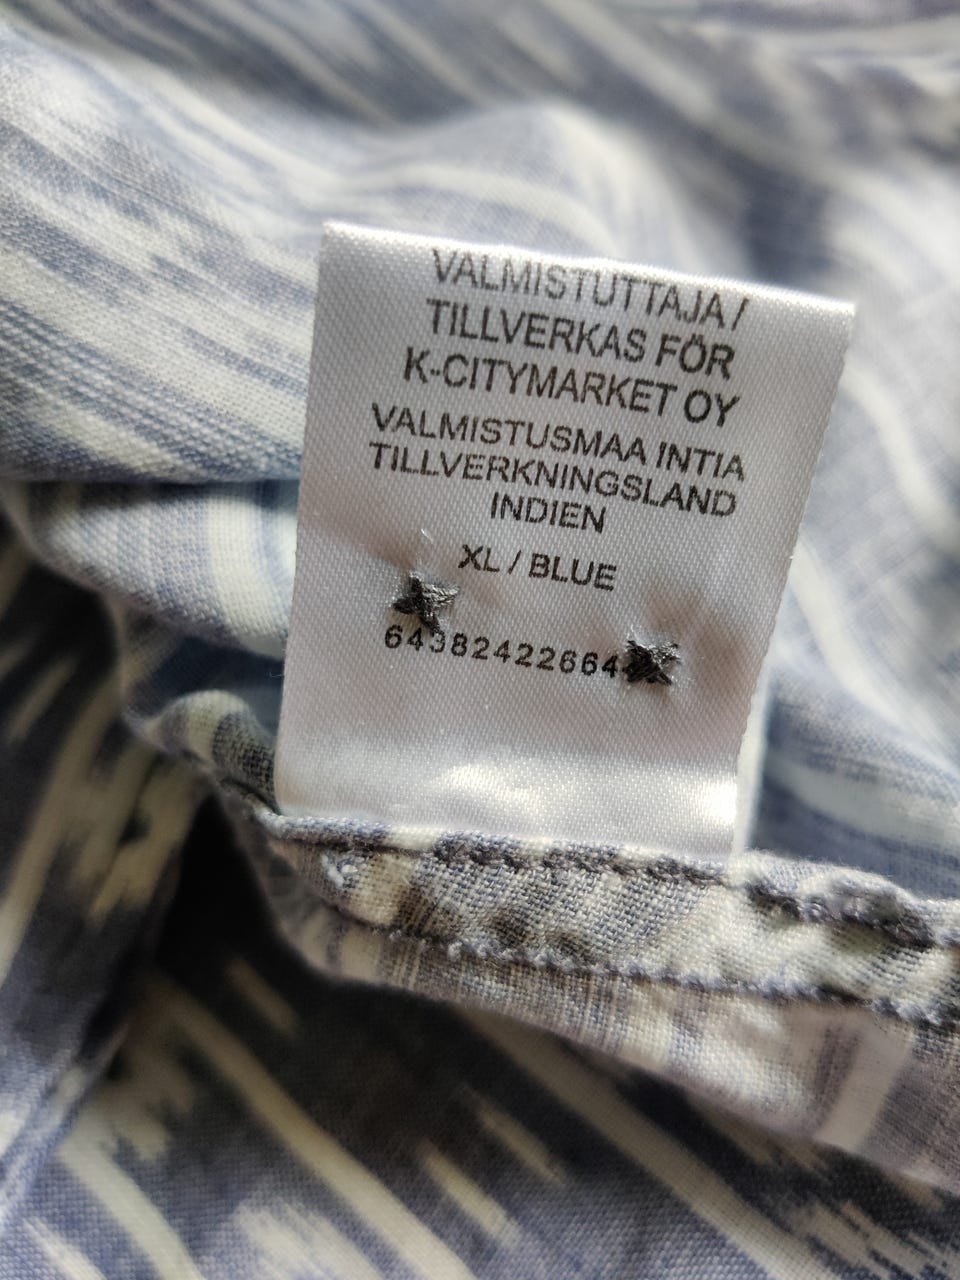 VALMISTUTTAJA /
TILLVERKAS FÖR
K-CITYMARKET OY
VALMISTUSMAA INTIA
TILLVERKNINGSLAND
INDIEN
XL / BLUE